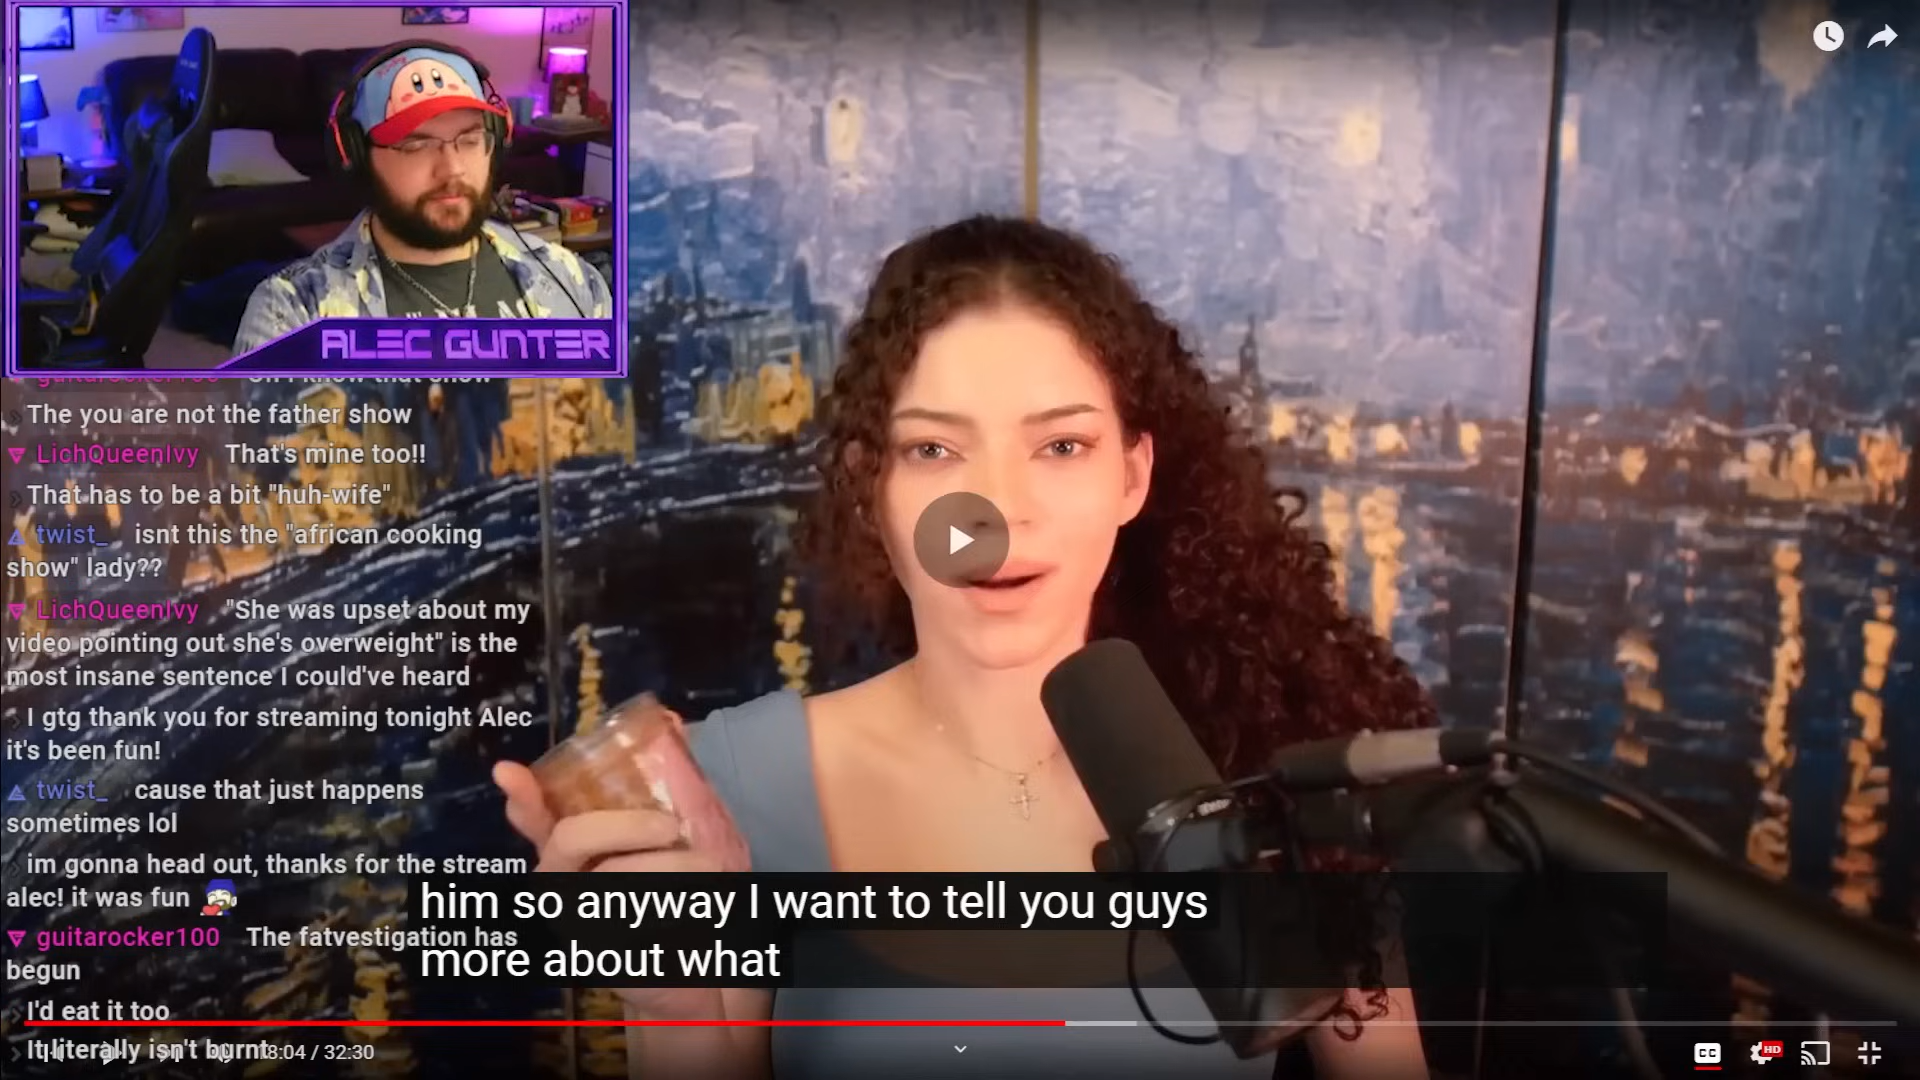 ALEC GUNTER
The you are not the father show
LichQueenIvy That's mine too!!
That has to be a bit "huh-wife"
twist_ isnt this the "african cooking
show" lady??
LichQueenIvy "She was upset about my
video pointing out she's overweight" is the
most insane sentence I could've heard
I gtg thank you for streaming tonight Alec
it's been fun!
twist_ cause that just happens
sometimes lol
im gonna head out, thanks for the stream
alec! it was fun
guitarocker100 The fatvestigation has
begun
I'd eat it too
It literally isn't burnt
him so anyway I want to tell you guys
more about what
18:04 / 32:30
CC
HD